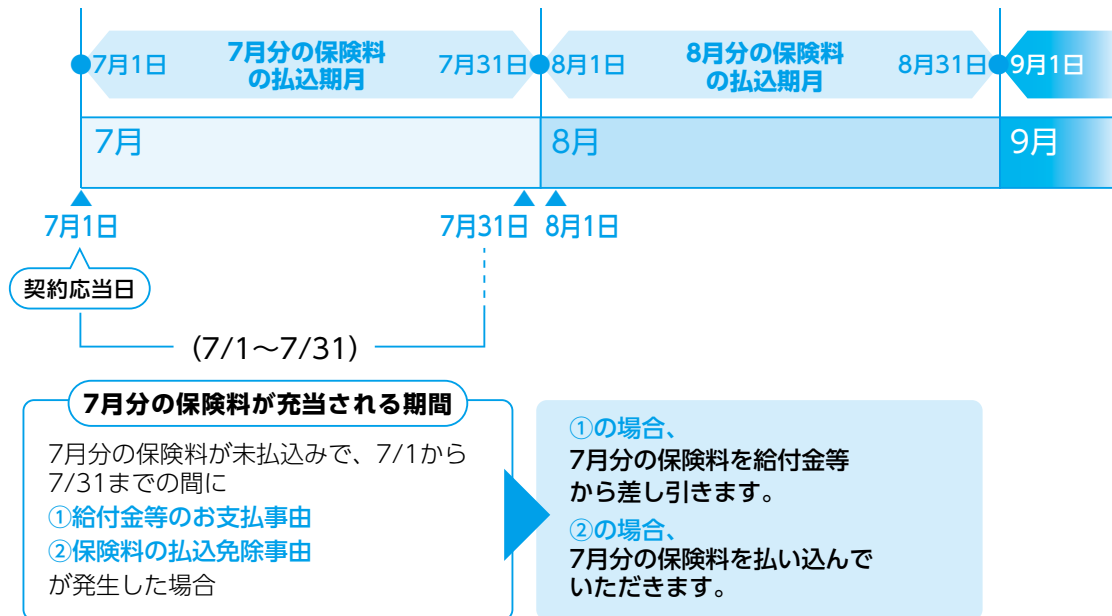 7月1日
7月分の保険料
の払込期月
7月31日
8月1日
8月分の保険料
の払込期月
8月31日
9月1日
7月
8月
9月
7月1日
7月31日
8月1日
契約応当日
(7/1~7/31)
7月分の保険料が充当される期間
7月分の保険料が未払込みで、7/1から
7/31までの間に
①給付金等のお支払事由
②保険料の払込免除事由
が発生した場合
①の場合、
7月分の保険料を給付金等
から差し引きます。
②の場合、
7月分の保険料を払い込んで
いただきます。